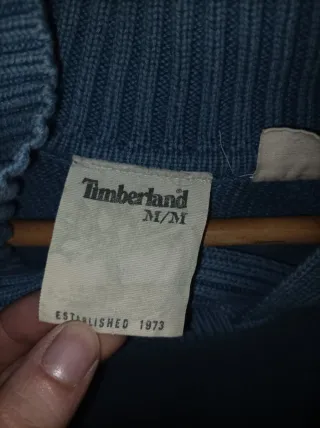 Timberland
M/M
ESTABLISHED 1973